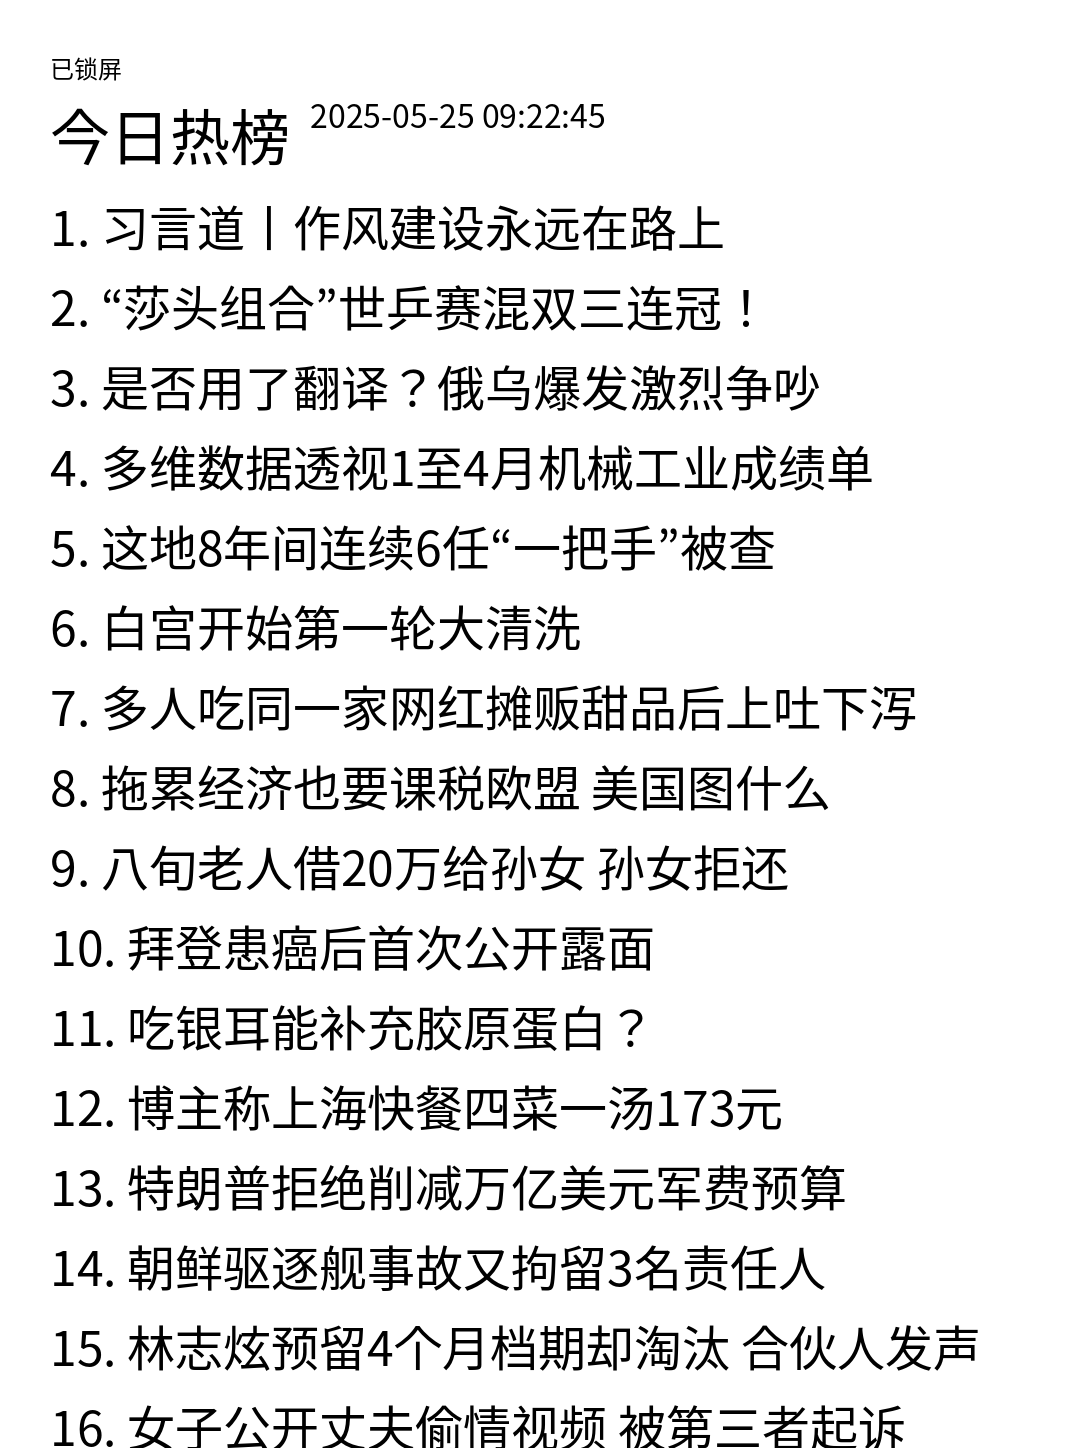 已锁屏
今日热榜 2025-05-25 09:22:45
1. 习言道丨作风建设永远在路上
2. “莎头组合”世乒赛混双三连冠！
3. 是否用了翻译？俄乌爆发激烈争吵
4. 多维数据透视1至4月机械工业成绩单
5. 这地8年间连续6任“一把手”被查
6. 白宫开始第一轮大清洗
7. 多人吃同一家网红摊贩甜品后上吐下泻
8. 拖累经济也要课税欧盟 美国图什么
9. 八旬老人借20万给孙女 孙女拒还
10. 拜登患癌后首次公开露面
11. 吃银耳能补充胶原蛋白？
12. 博主称上海快餐四菜一汤173元
13. 特朗普拒绝削减万亿美元军费预算
14. 朝鲜驱逐舰事故又拘留3名责任人
15. 林志炫预留4个月档期却淘汰 合伙人发声
16. 女子公开丈夫偷情视频 被第三者起诉